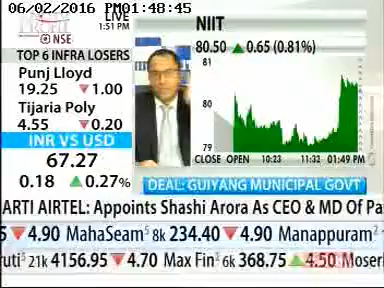 06/02/2016 PM01:48:45
PROFIT LIVE
NSE 1:51 PM
TOP 6 INFRA LOSERS
Punj Lloyd
19.25 ▼1.00
Tijaria Poly
4.55 ▼0.20
INR VS USD
67.27
0.18 ▲0.27%
NIIT
80.50 ▲0.65 (0.81%)
81
80
79
CLOSE OPEN 10:23 11:32 01:49 PM
DEAL: GUIYANG MUNICIPAL GOVT
ARTI AIRTEL: Appoints Shashi Arora As CEO & MD Of Pa
5 ▼4.90 MahaSeam 8k 234.40 ▼4.90 Manappuram
ruti 21k 4156.95 ▼4.70 Max Fin 6k 368.75 ▲4.50 Moser